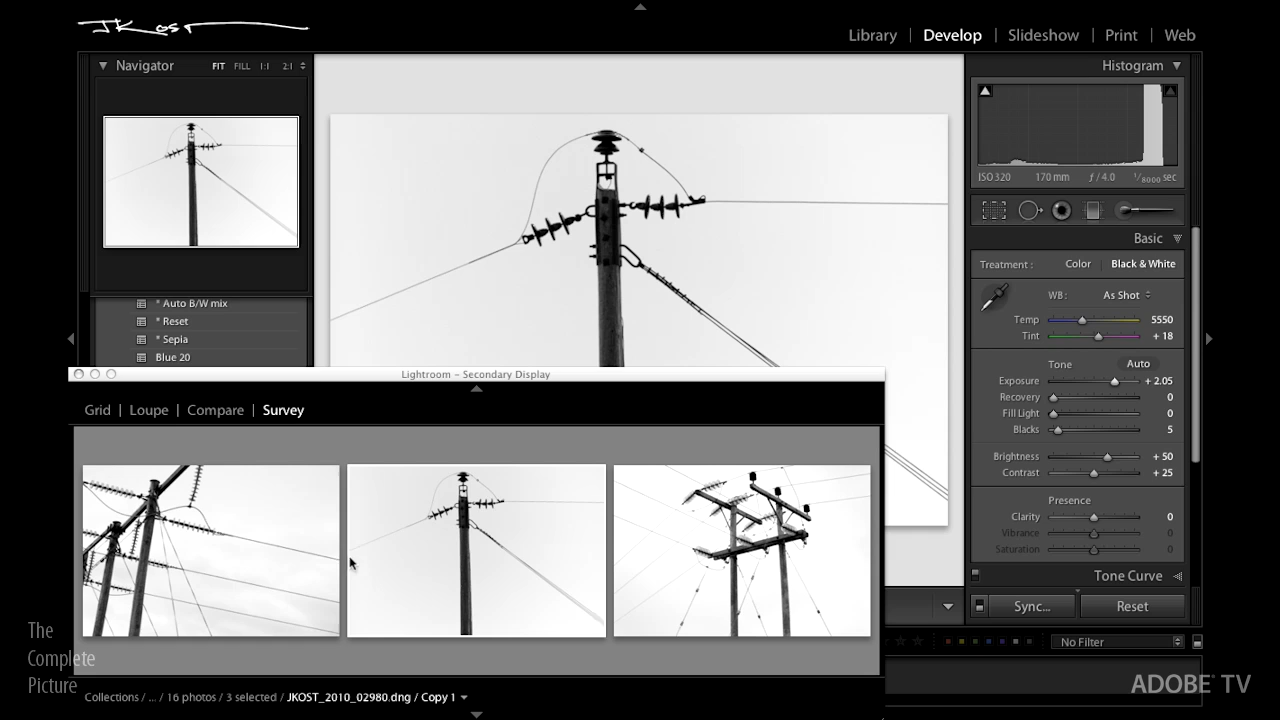 JKost
Library | Develop | Slideshow | Print | Web
Navigator FIT FILL 1:1 2:1
Histogram
ISO 320 170 mm ƒ / 4.0 1/8000 sec
Basic
Treatment : Color Black & White
WB : As Shot
Temp 5550
Tint + 18
Tone Auto
Exposure + 2.05
Recovery 0
Fill Light 0
Blacks 5
Brightness + 50
Contrast + 25
Presence
Clarity 0
Vibrance 0
Saturation 0
Tone Curve
Sync... Reset
No Filter
* Auto B/W mix
* Reset
* Sepia
Blue 20
Lightroom – Secondary Display
Grid | Loupe | Compare | Survey
Collections / ... / 16 photos / 3 selected / JKOST_2010_02980.dng / Copy 1
The
Complete
Picture
ADOBE® TV